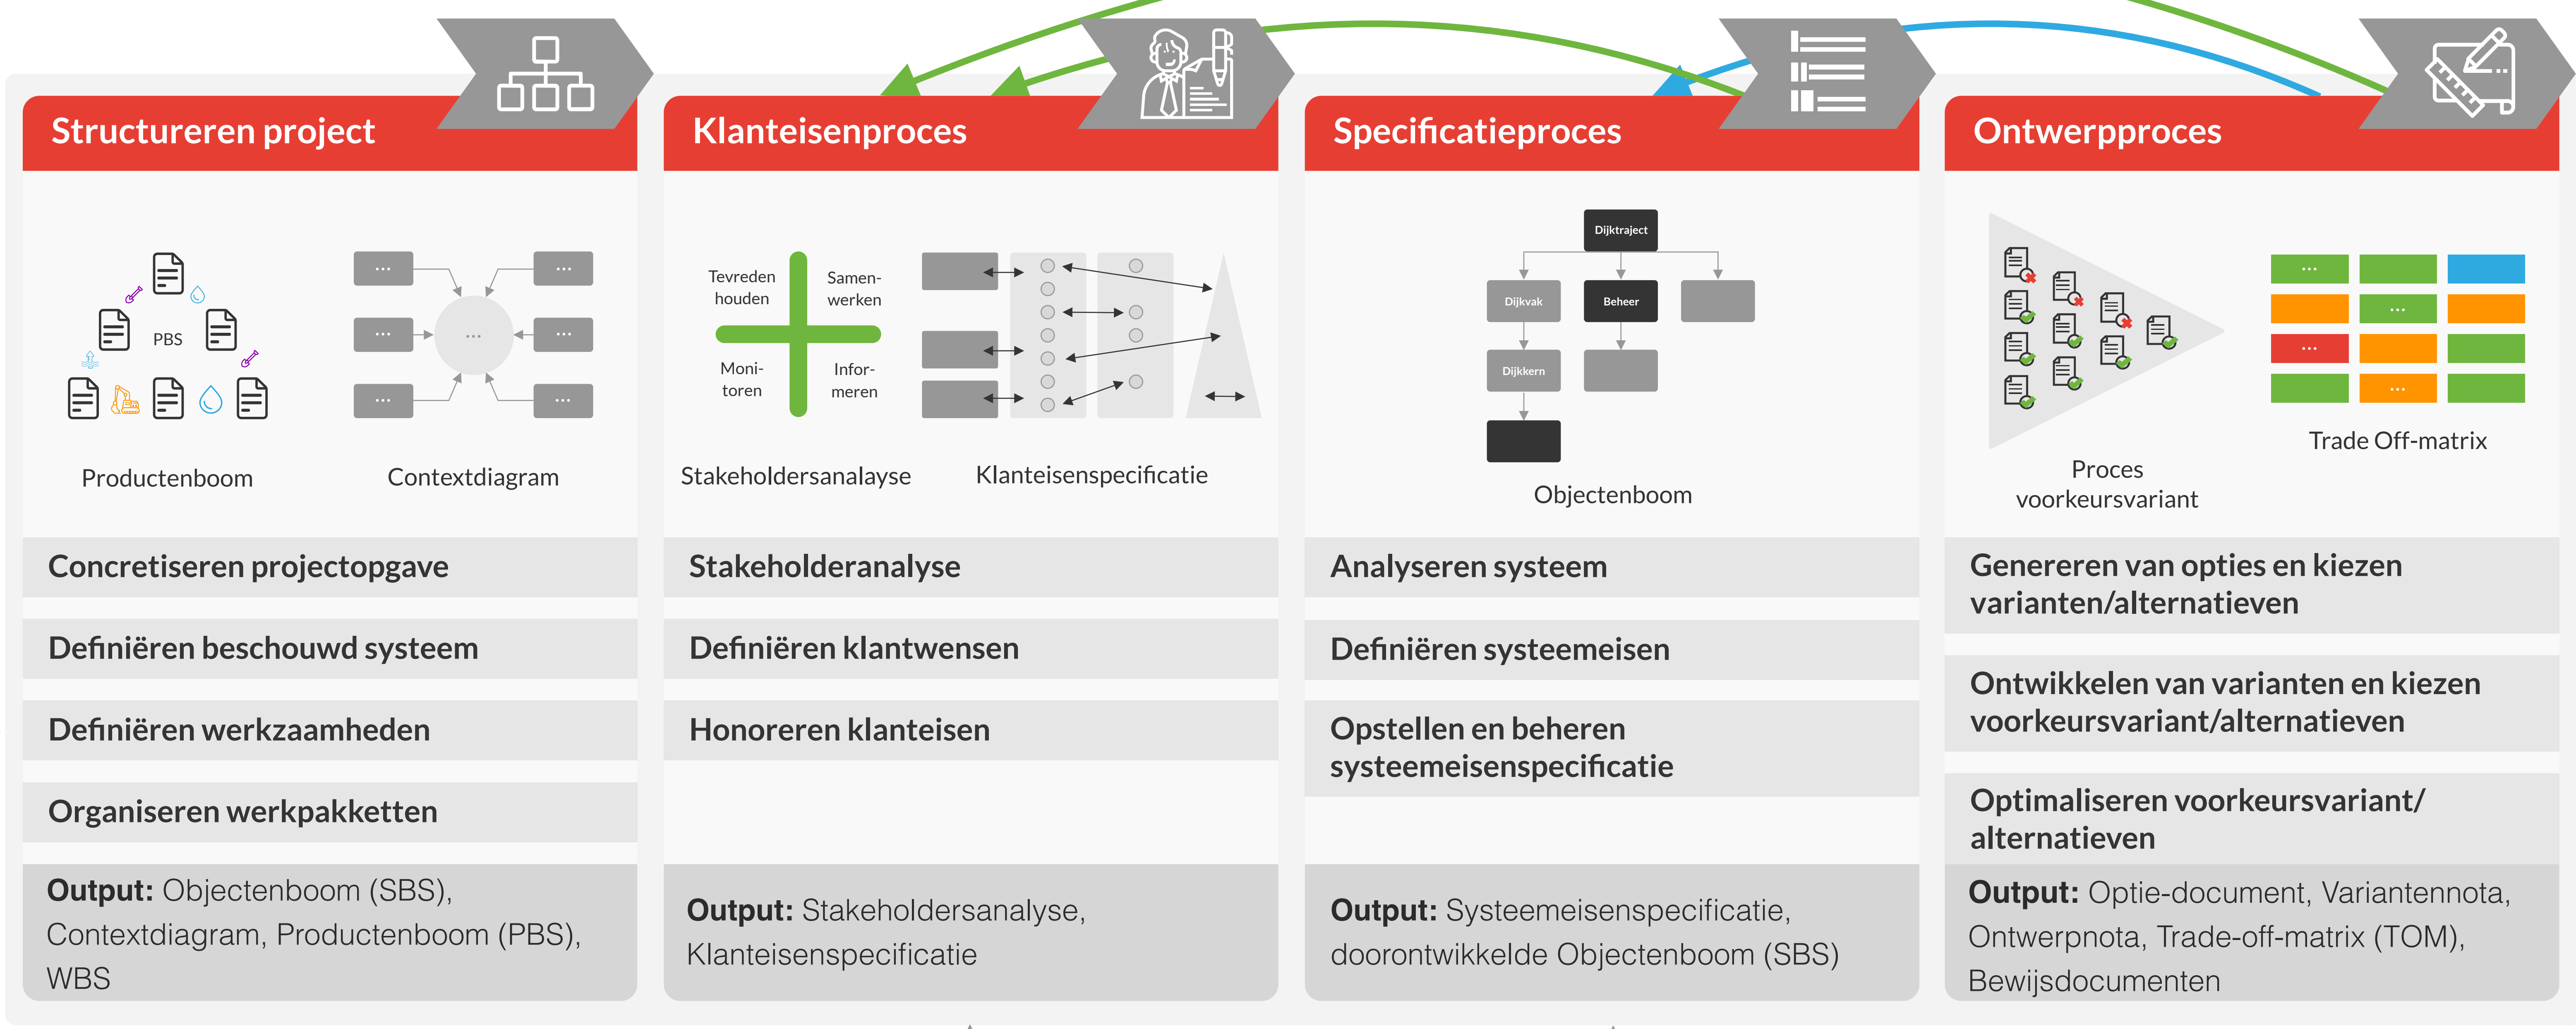 Structureren project
PBS
Productenboom
...
...
...
...
...
...
...
Contextdiagram
Concretiseren projectopgave
Definiëren beschouwd systeem
Definiëren werkzaamheden
Organiseren werkpakketten
Output: Objectenboom (SBS),
Contextdiagram, Productenboom (PBS),
WBS
Klanteisenproces
Tevreden
houden
Samen-
werken
Moni-
toren
Infor-
meren
Stakeholdersanalayse
Klanteisenspecificatie
Stakeholderanalyse
Definiëren klantwensen
Honoreren klanteisen
Output: Stakeholdersanalyse,
Klanteisenspecificatie
Specificatieproces
Dijktraject
Dijkvak
Beheer
Dijkkern
Objectenboom
Analyseren systeem
Definiëren systeemeisen
Opstellen en beheren
systeemeisenspecificatie
Output: Systeemeisenspecificatie,
doorontwikkelde Objectenboom (SBS)
Ontwerpproces
Proces
voorkeursvariant
...
...
...
...
Trade Off-matrix
Genereren van opties en kiezen
varianten/alternatieven
Ontwikkelen van varianten en kiezen
voorkeursvariant/alternatieven
Optimaliseren voorkeursvariant/
alternatieven
Output: Optie-document, Variantennota,
Ontwerpnota, Trade-off-matrix (TOM),
Bewijsdocumenten